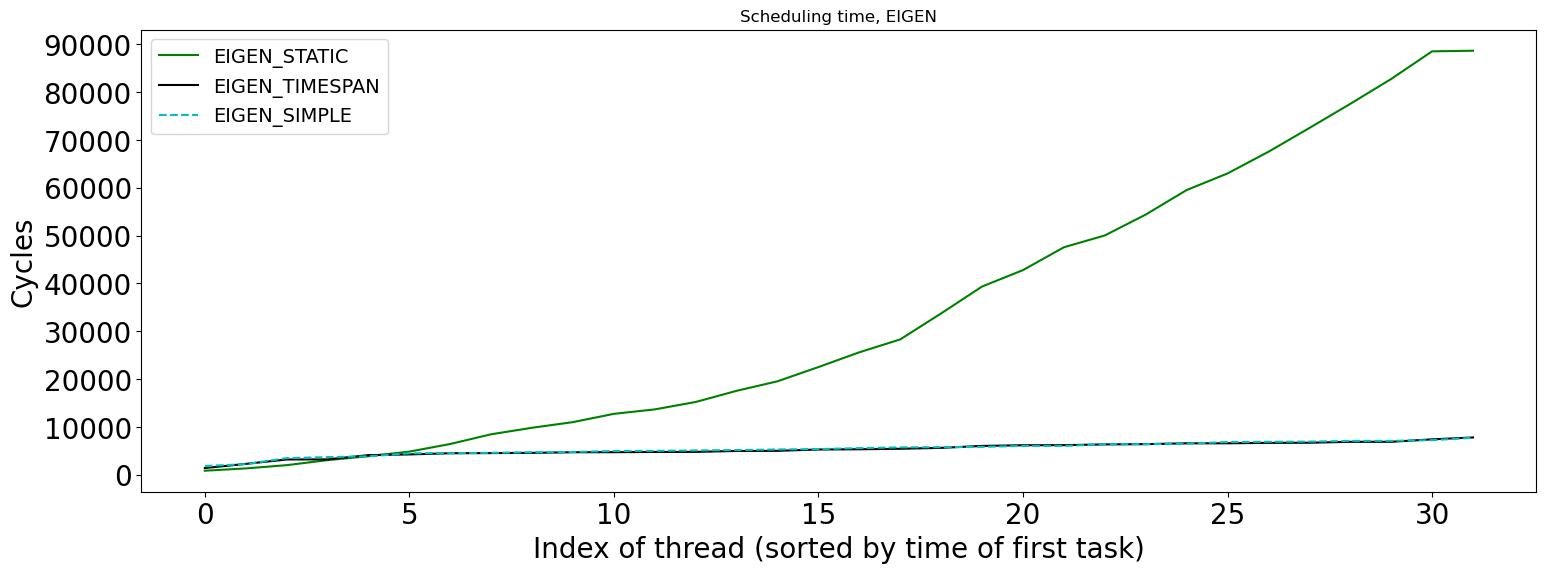 Scheduling time, EIGEN
EIGEN_STATIC
EIGEN_TIMESPAN
EIGEN_SIMPLE
90000
80000
70000
60000
50000
40000
30000
20000
10000
0
Cycles
0 5 10 15 20 25 30
Index of thread (sorted by time of first task)